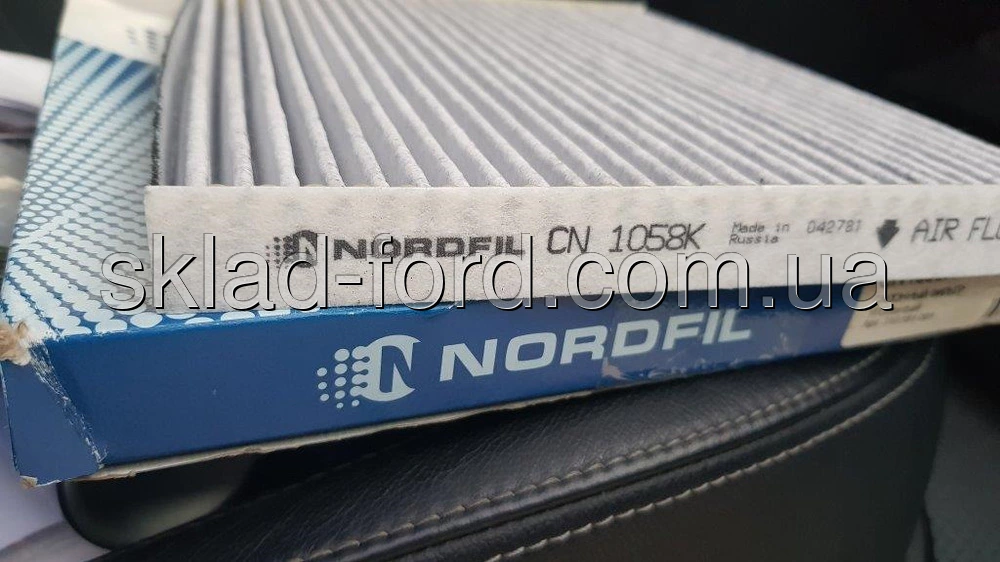 NORDFIL CN 1058K Made in Russia 042781 AIR FL
sklad-ford.com.ua
NORDFIL